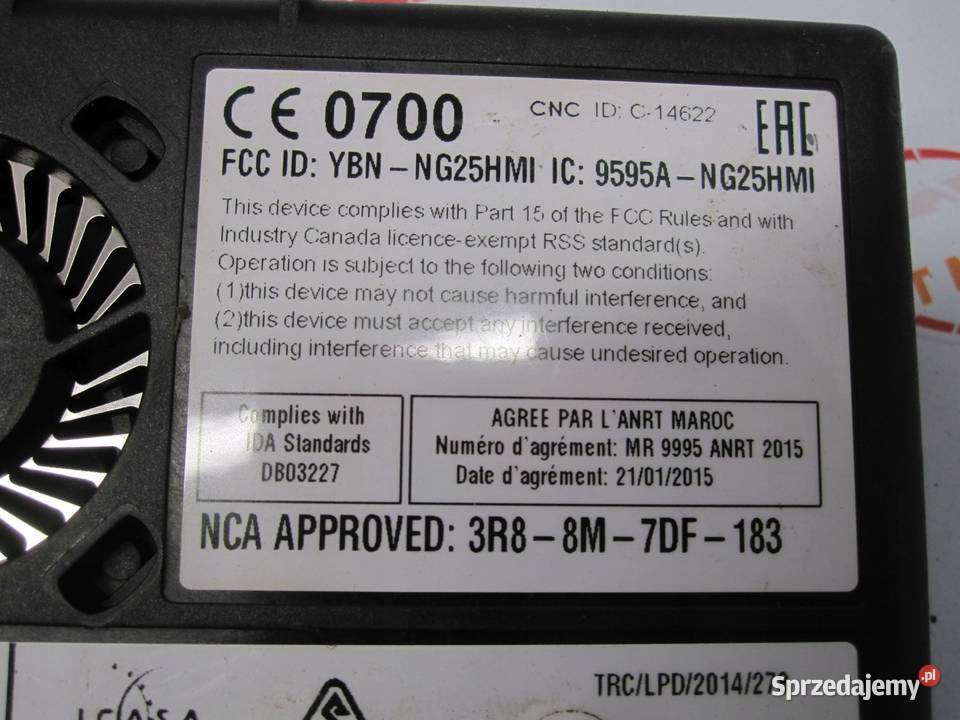 CE 0700 CNC ID: C-14622 EAC
FCC ID: YBN – NG25HMI IC: 9595A – NG25HMI
This device complies with Part 15 of the FCC Rules and with
Industry Canada licence-exempt RSS standard(s).
Operation is subject to the following two conditions:
(1)this device may not cause harmful interference, and
(2)this device must accept any interference received,
including interference that may cause undesired operation.
Complies with
IDA Standards
DB03227
AGREE PAR L'ANRT MAROC
Numéro d'agrément: MR 9995 ANRT 2015
Date d'agrément: 21/01/2015
NCA APPROVED: 3R8 – 8M – 7DF – 183
ICASA
Sprzedajemy.pl